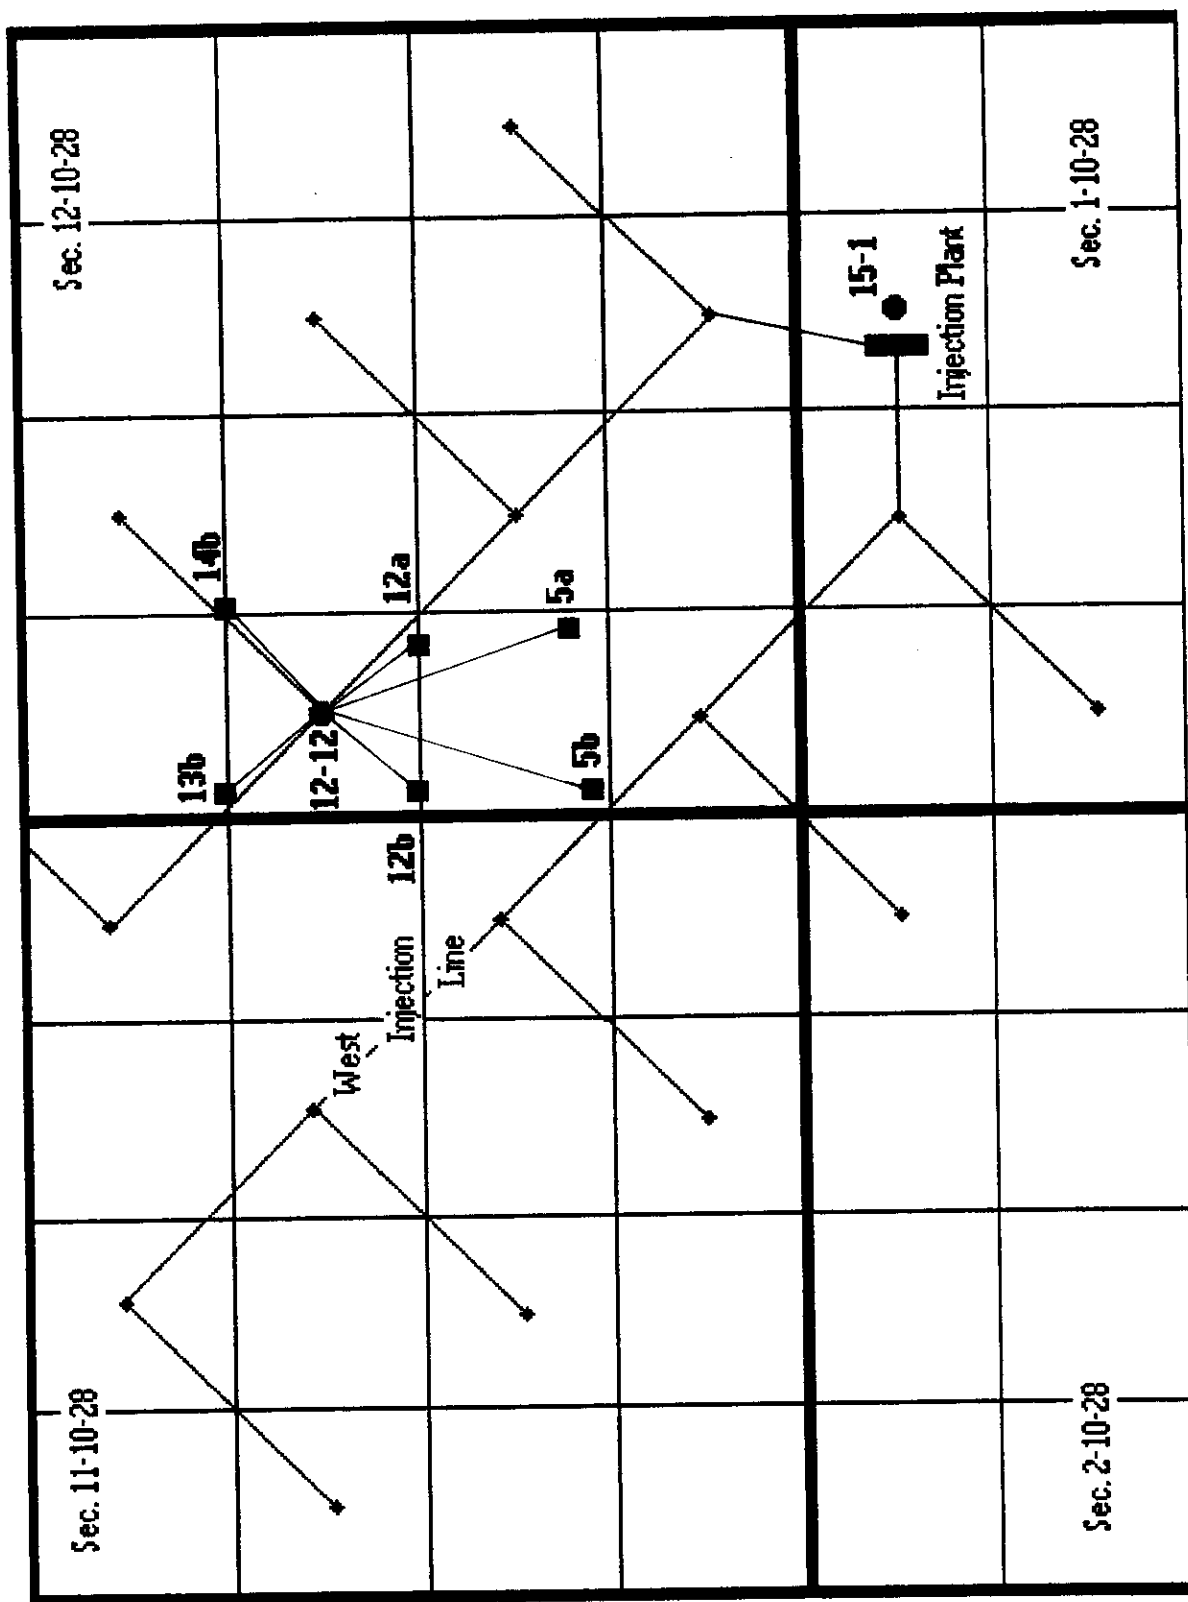 Sec. 11-10-28
Sec. 12-10-28
13b
14b
12-12
West
Injection
Line
12b
12a
5b
5a
15-1
Injection Plant
Sec. 2-10-28
Sec. 1-10-28